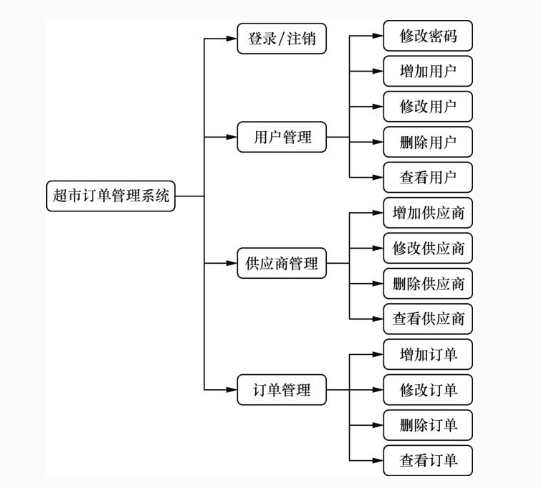 超市订单管理系统
登录/注销
用户管理
修改密码
增加用户
修改用户
删除用户
查看用户
供应商管理
增加供应商
修改供应商
删除供应商
查看供应商
订单管理
增加订单
修改订单
删除订单
查看订单